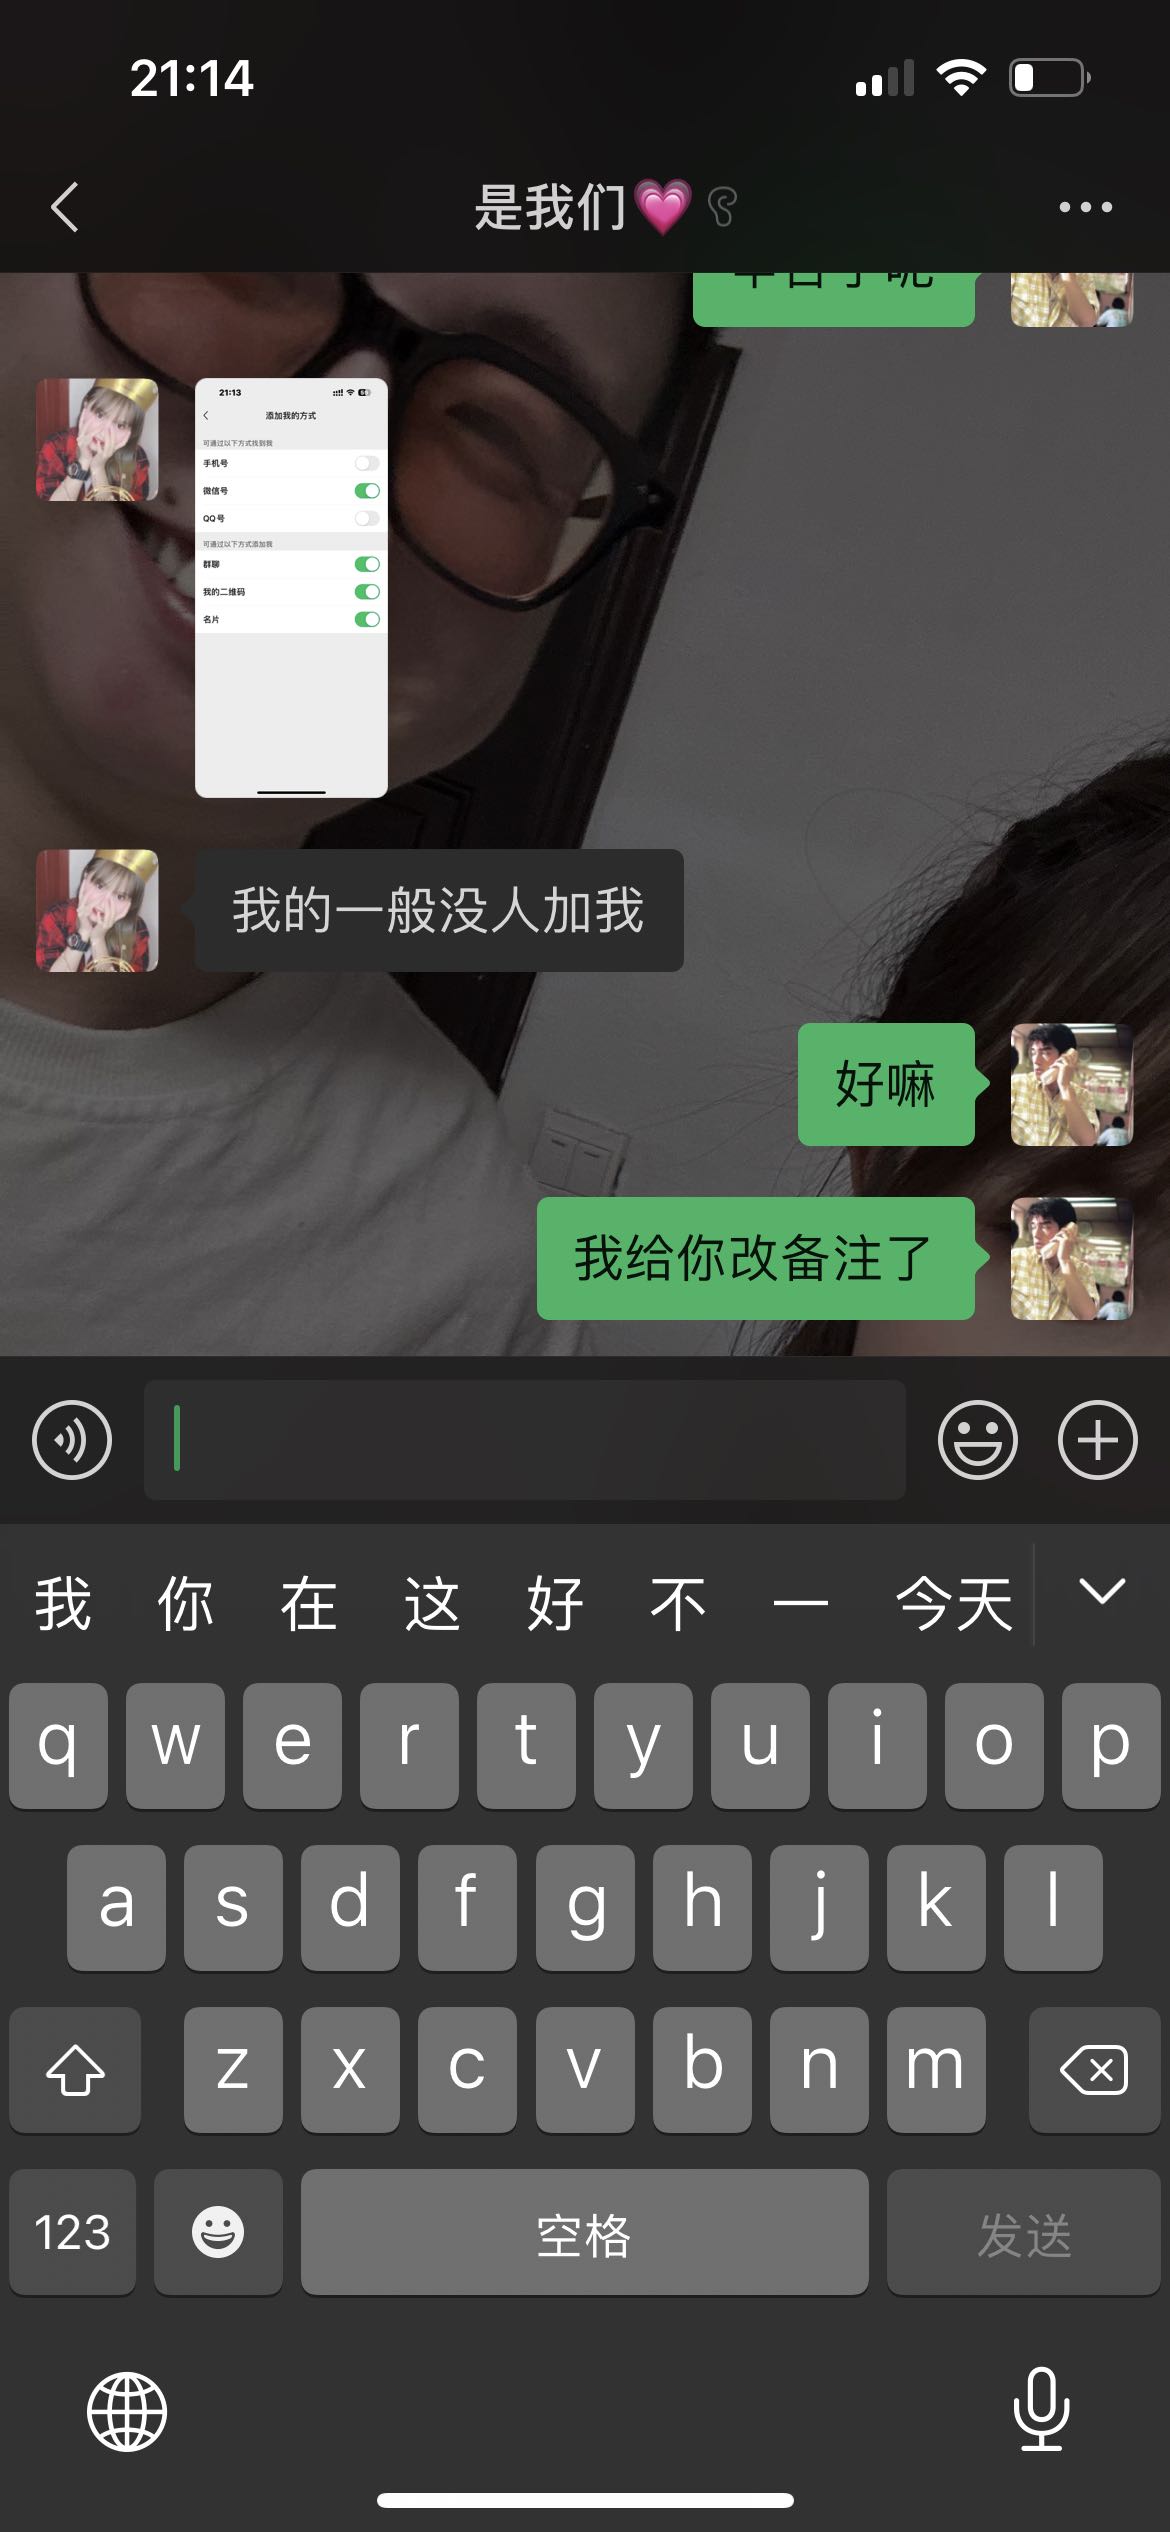 21:14
是我们💗
21:13
添加我的方式
可通过以下方式找到我
手机号
微信号
QQ号
可通过以下方式添加我
群聊
我的二维码
名片
我的一般没人加我
好嘛
我给你改备注了
我 你 在 这 好 不 一 今天
q w e r t y u i o p
a s d f g h j k l
z x c v b n m
123 空格 发送